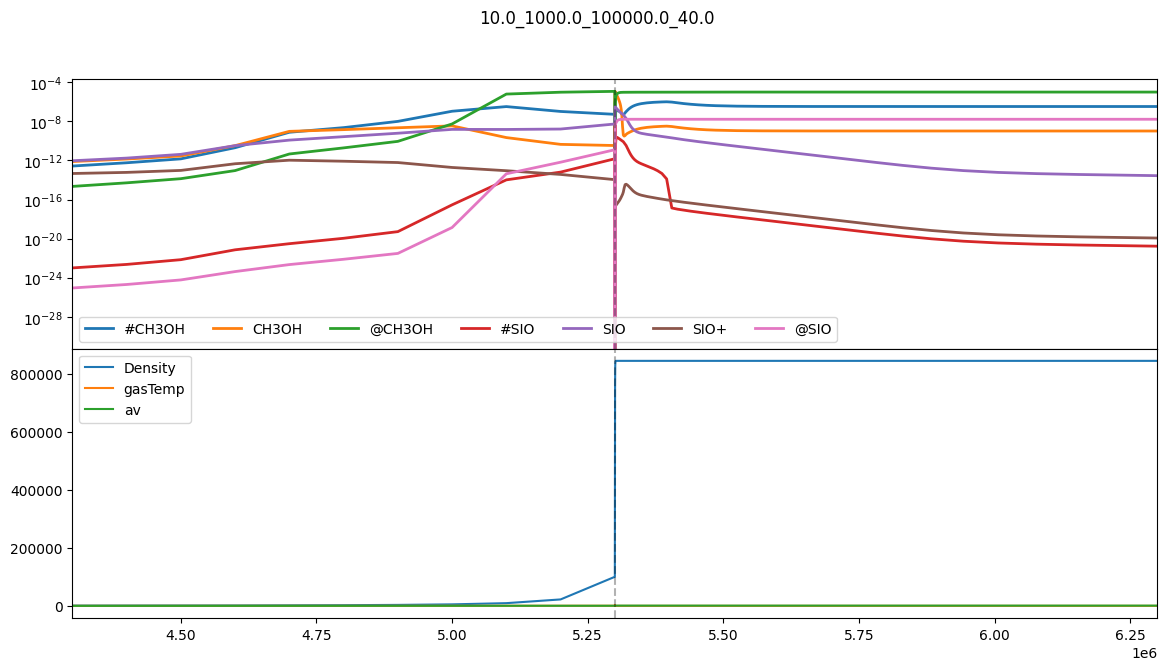 10.0_1000.0_100000.0_40.0
10⁻⁴
10⁻⁸
10⁻¹²
10⁻¹⁶
10⁻²⁰
10⁻²⁴
10⁻²⁸
#CH3OH CH3OH @CH3OH #SIO SIO SIO+ @SIO
Density
gasTemp
av
800000
600000
400000
200000
0
4.50 4.75 5.00 5.25 5.50 5.75 6.00 6.25
1e6